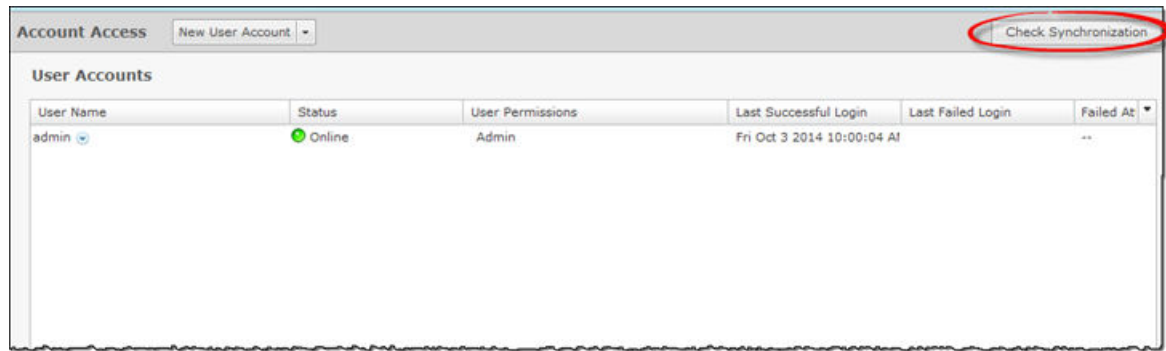 Account Access New User Account Check Synchronization
User Accounts
User Name Status User Permissions Last Successful Login Last Failed Login Failed At
admin Online Admin Fri Oct 3 2014 10:00:04 AM --